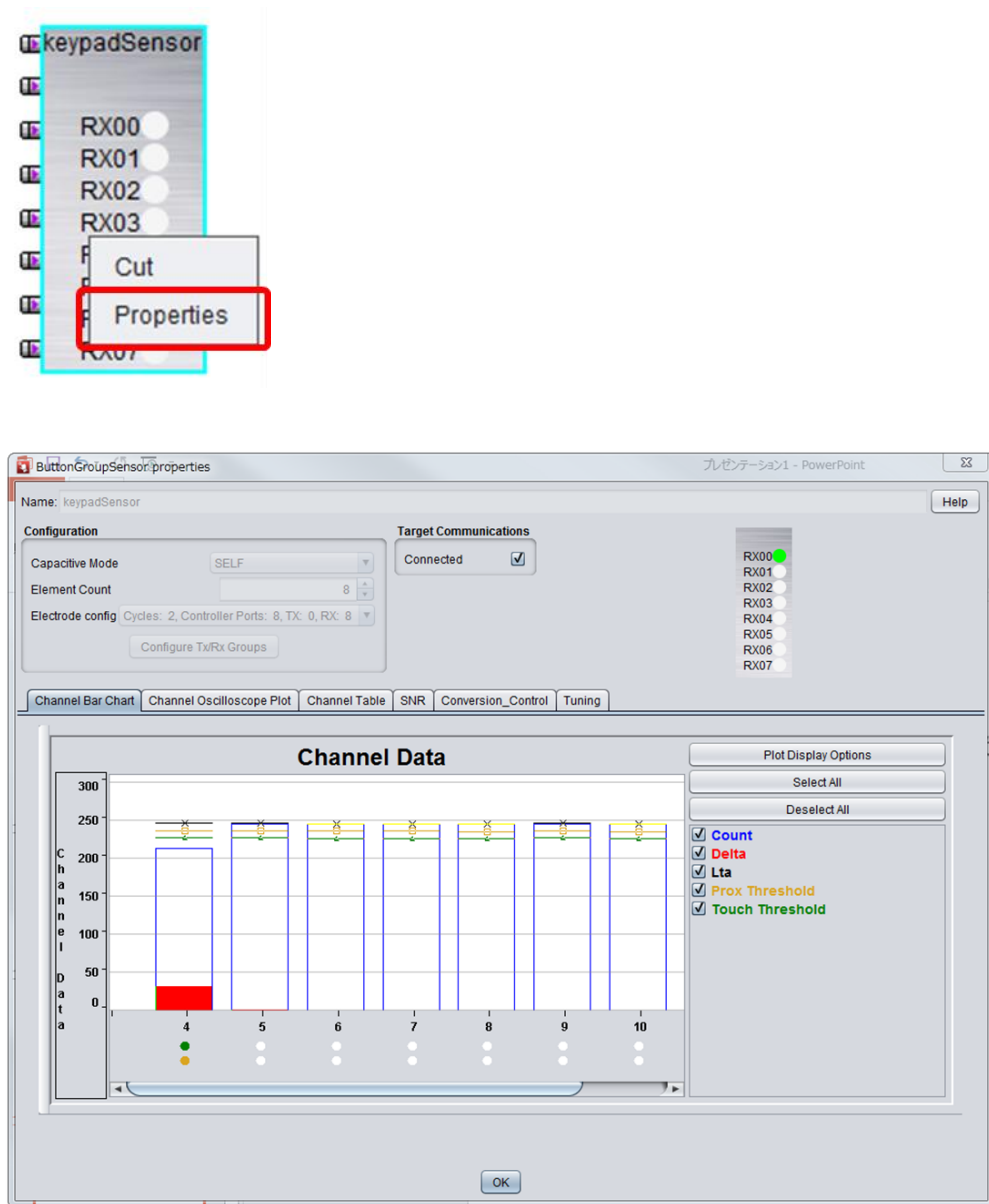 keypadSensor
RX00
RX01
RX02
RX03
Cut
Properties
RX07
ButtonGroupSensor properties
プレゼンテーション1 - PowerPoint
Name: keypadSensor
Help
Configuration
Target Communications
Capacitive Mode SELF
Connected
Element Count 8
Electrode config Cycles: 2, Controller Ports: 8, TX: 0, RX: 8
Configure Tx/Rx Groups
RX00
RX01
RX02
RX03
RX04
RX05
RX06
RX07
Channel Bar Chart Channel Oscilloscope Plot Channel Table SNR Conversion_Control Tuning
Channel Data
Plot Display Options
Select All
Deselect All
Count
Delta
Lta
Prox Threshold
Touch Threshold
Channel Data
300
250
200
150
100
50
0
4 5 6 7 8 9 10
OK